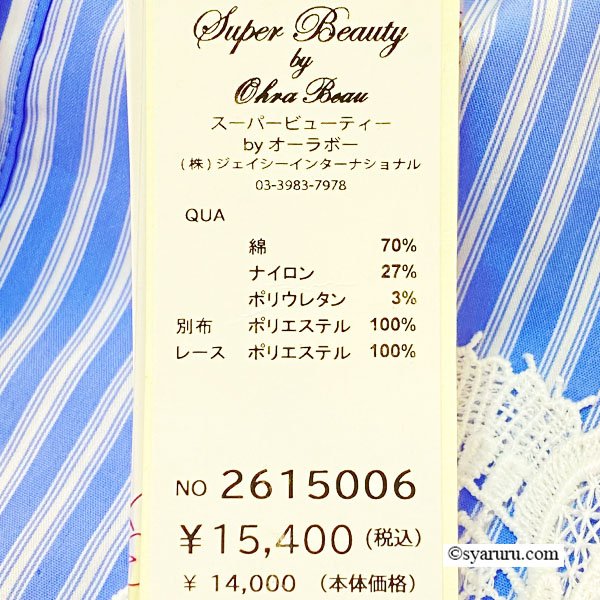 Super Beauty
by
Ohra Beau
スーパービューティー
by オーラボー
(株)ジェイシーインターナショナル
03-3983-7978
QUA
綿 70%
ナイロン 27%
ポリウレタン 3%
別布 ポリエステル 100%
レース ポリエステル 100%
NO 2615006
¥15,400(税込)
¥ 14,000 (本体価格)
©syaruru.com